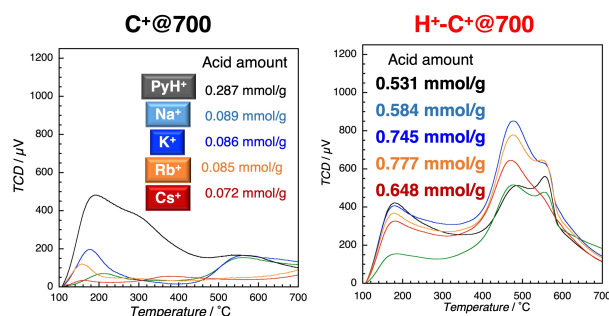 C⁺@700
H⁺-C⁺@700
1200
1000
800
600
400
200
0
TCD / μV
100 200 300 400 500 600 700
Temperature / ˚C
Acid amount
PyH⁺ 0.287 mmol/g
Na⁺ 0.089 mmol/g
K⁺ 0.086 mmol/g
Rb⁺ 0.085 mmol/g
Cs⁺ 0.072 mmol/g
1200
1000
800
600
400
200
0
TCD / μV
100 200 300 400 500 600 700
Temperature / ˚C
Acid amount
0.531 mmol/g
0.584 mmol/g
0.745 mmol/g
0.777 mmol/g
0.648 mmol/g